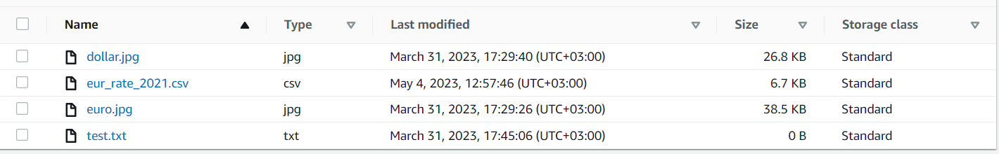 Name Type Last modified Size Storage class
dollar.jpg jpg March 31, 2023, 17:29:40 (UTC+03:00) 26.8 KB Standard
eur_rate_2021.csv csv May 4, 2023, 12:57:46 (UTC+03:00) 6.7 KB Standard
euro.jpg jpg March 31, 2023, 17:29:26 (UTC+03:00) 38.5 KB Standard
test.txt txt March 31, 2023, 17:45:06 (UTC+03:00) 0 B Standard